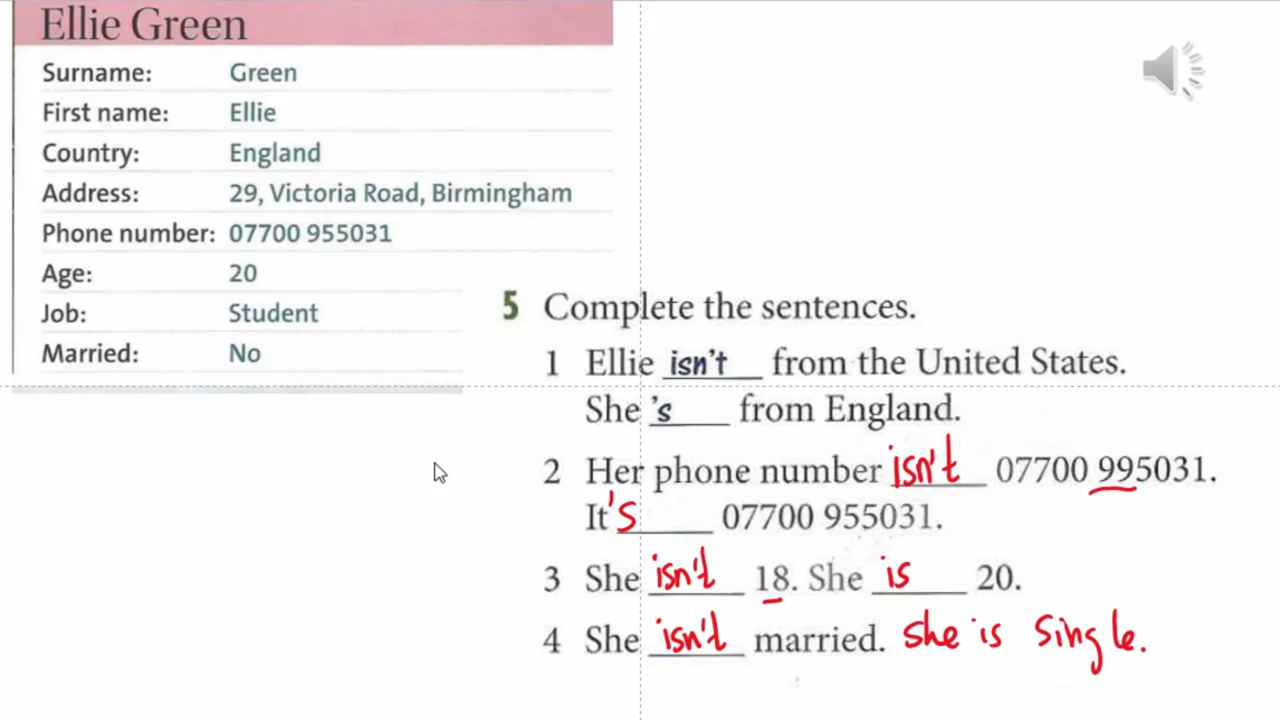 Ellie Green
Surname: Green
First name: Ellie
Country: England
Address: 29, Victoria Road, Birmingham
Phone number: 07700 955031
Age: 20
Job: Student
Married: No
5 Complete the sentences.
1 Ellie isn't from the United States.
She 's from England.
2 Her phone number isn't 07700 995031.
It 's 07700 955031.
3 She isn't 18. She is 20.
4 She isn't married. She is single.